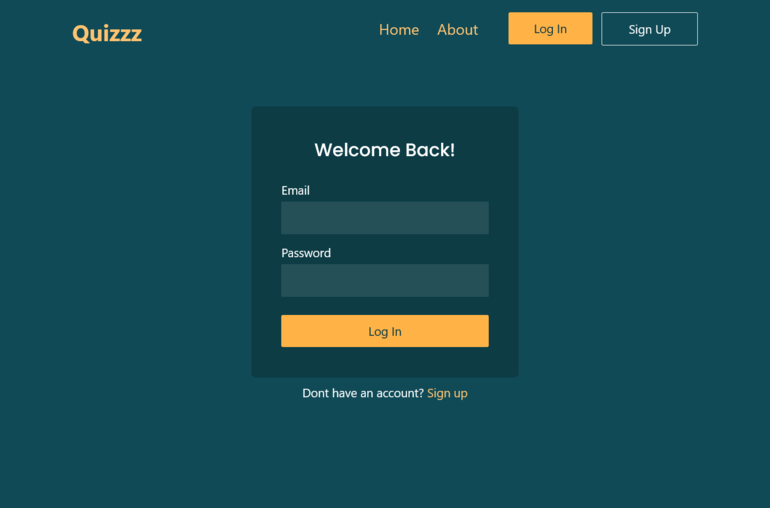 Quizzz
Home About Log In Sign Up
Welcome Back!
Email
Password
Log In
Dont have an account? Sign up